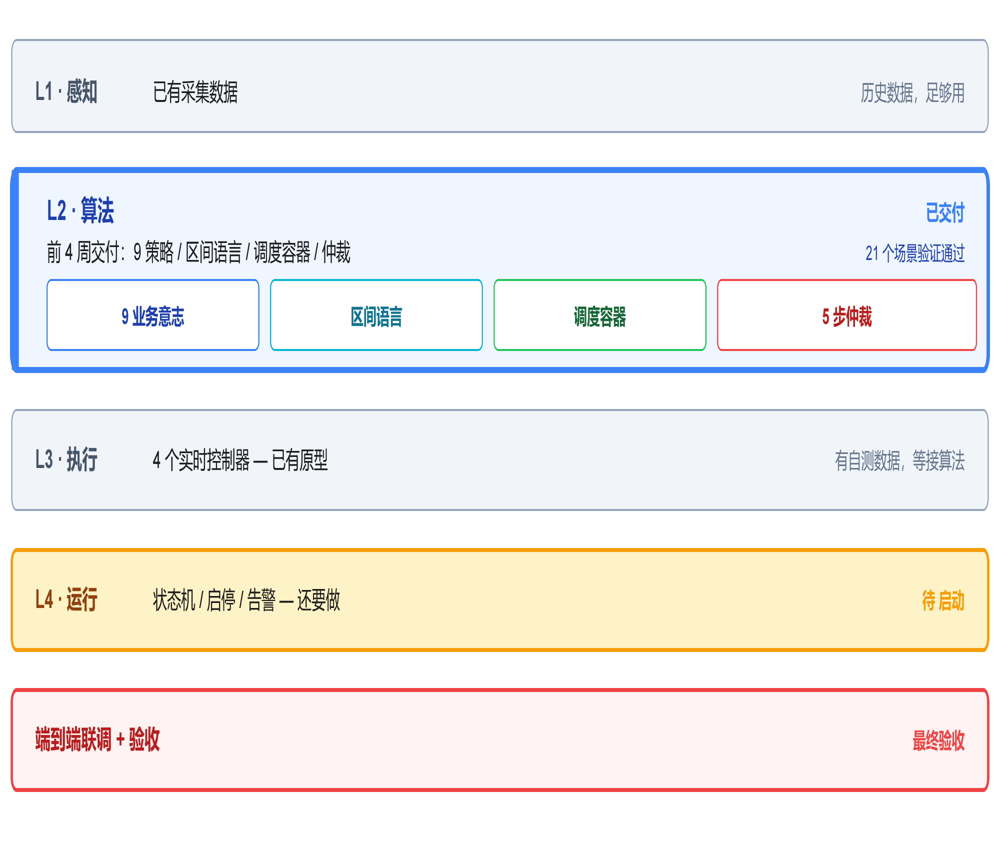 L1 · 感知
已有采集数据
历史数据，足够用
L2 · 算法
已交付
前 4 周交付：9 策略 / 区间语言 / 调度容器 / 仲裁
21 个场景验证通过
9 业务意志
区间语言
调度容器
5 步仲裁
L3 · 执行
4 个实时控制器 — 已有原型
有自测数据，等接算法
L4 · 运行
状态机 / 启停 / 告警 — 还要做
待 启动
端到端联调 + 验收
最终验收